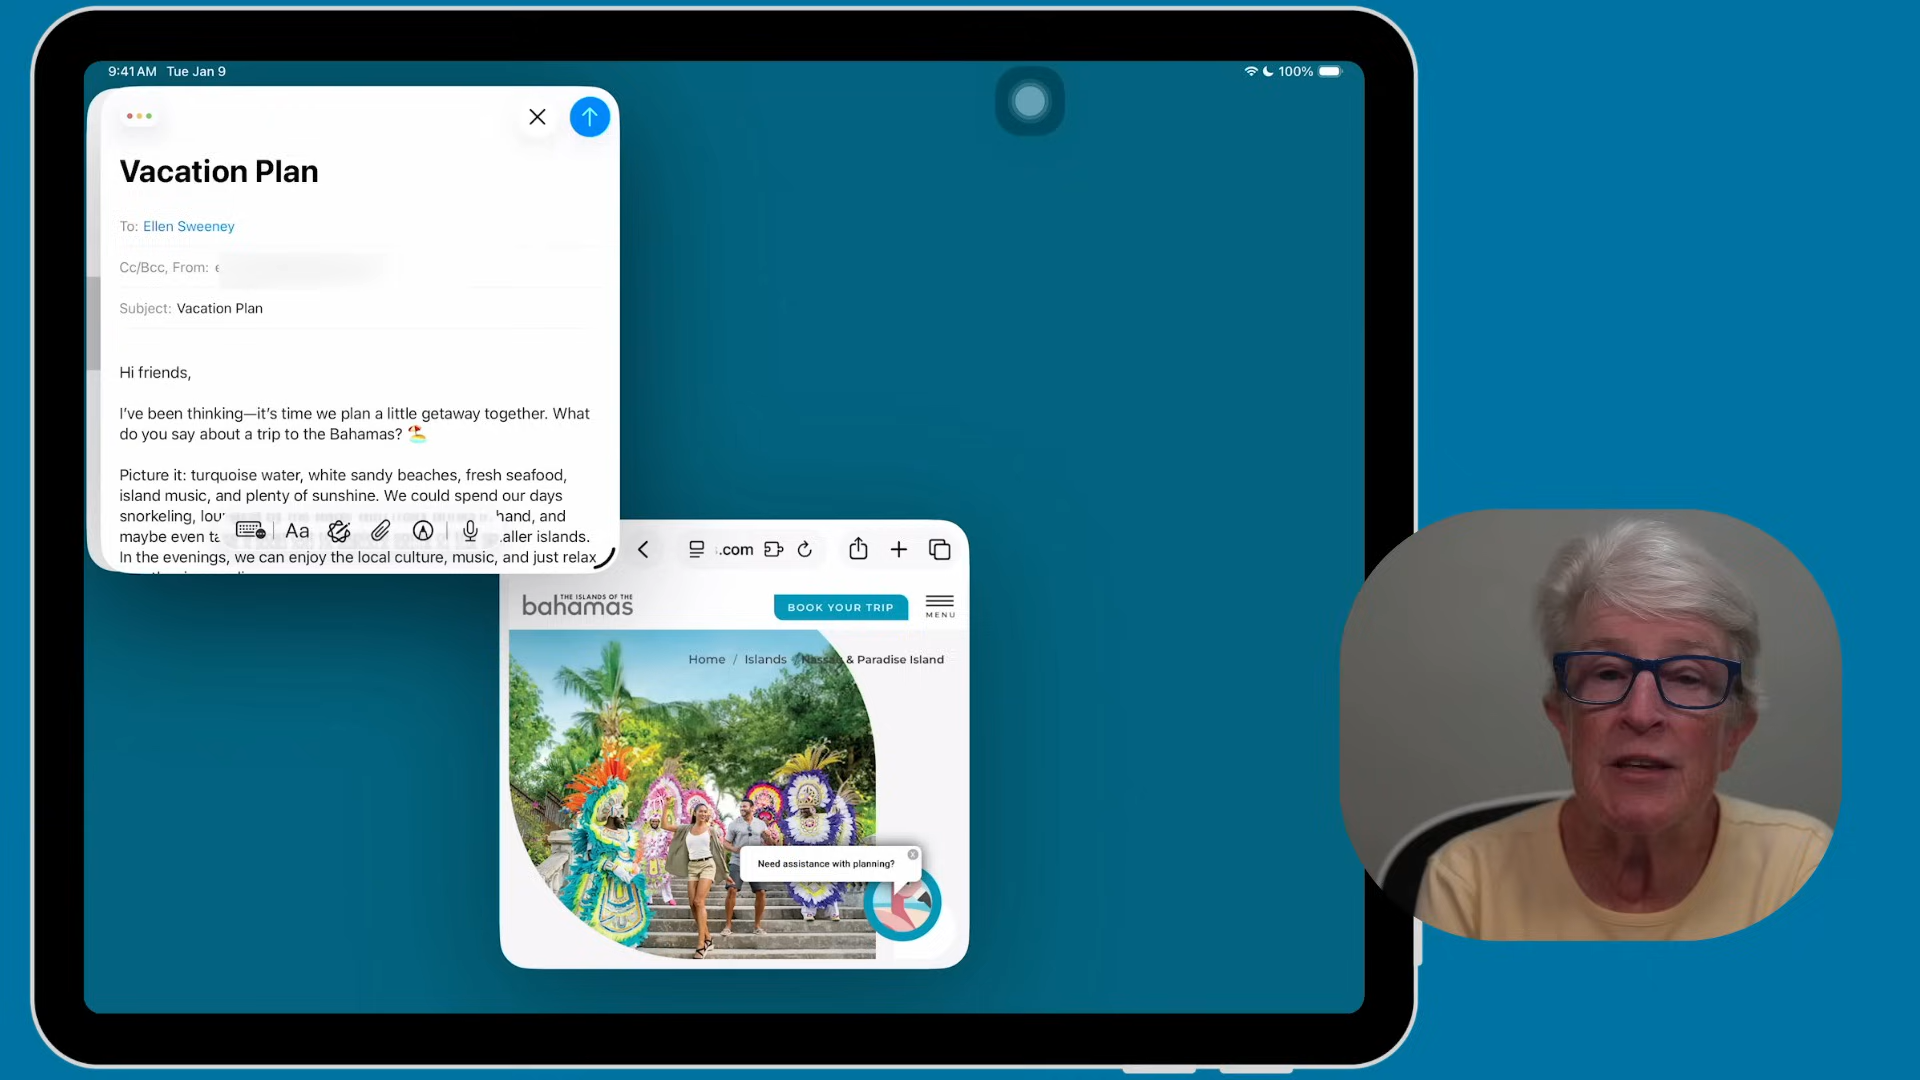 9:41 AM Tue Jan 9
100%
Vacation Plan
To: Ellen Sweeney
Cc/Bcc, From:
Subject: Vacation Plan
Hi friends,
I've been thinking—it's time we plan a little getaway together. What
do you say about a trip to the Bahamas? 🏖️
Picture it: turquoise water, white sandy beaches, fresh seafood,
island music, and plenty of sunshine. We could spend our days
snorkeling, hand, and
maybe even islands.
In the evenings, we can enjoy the local culture, music, and just relax
Aa
.com
THE ISLANDS OF THE
bahamas
BOOK YOUR TRIP
MENU
Home / Islands / Nassau & Paradise Island
Need assistance with planning?